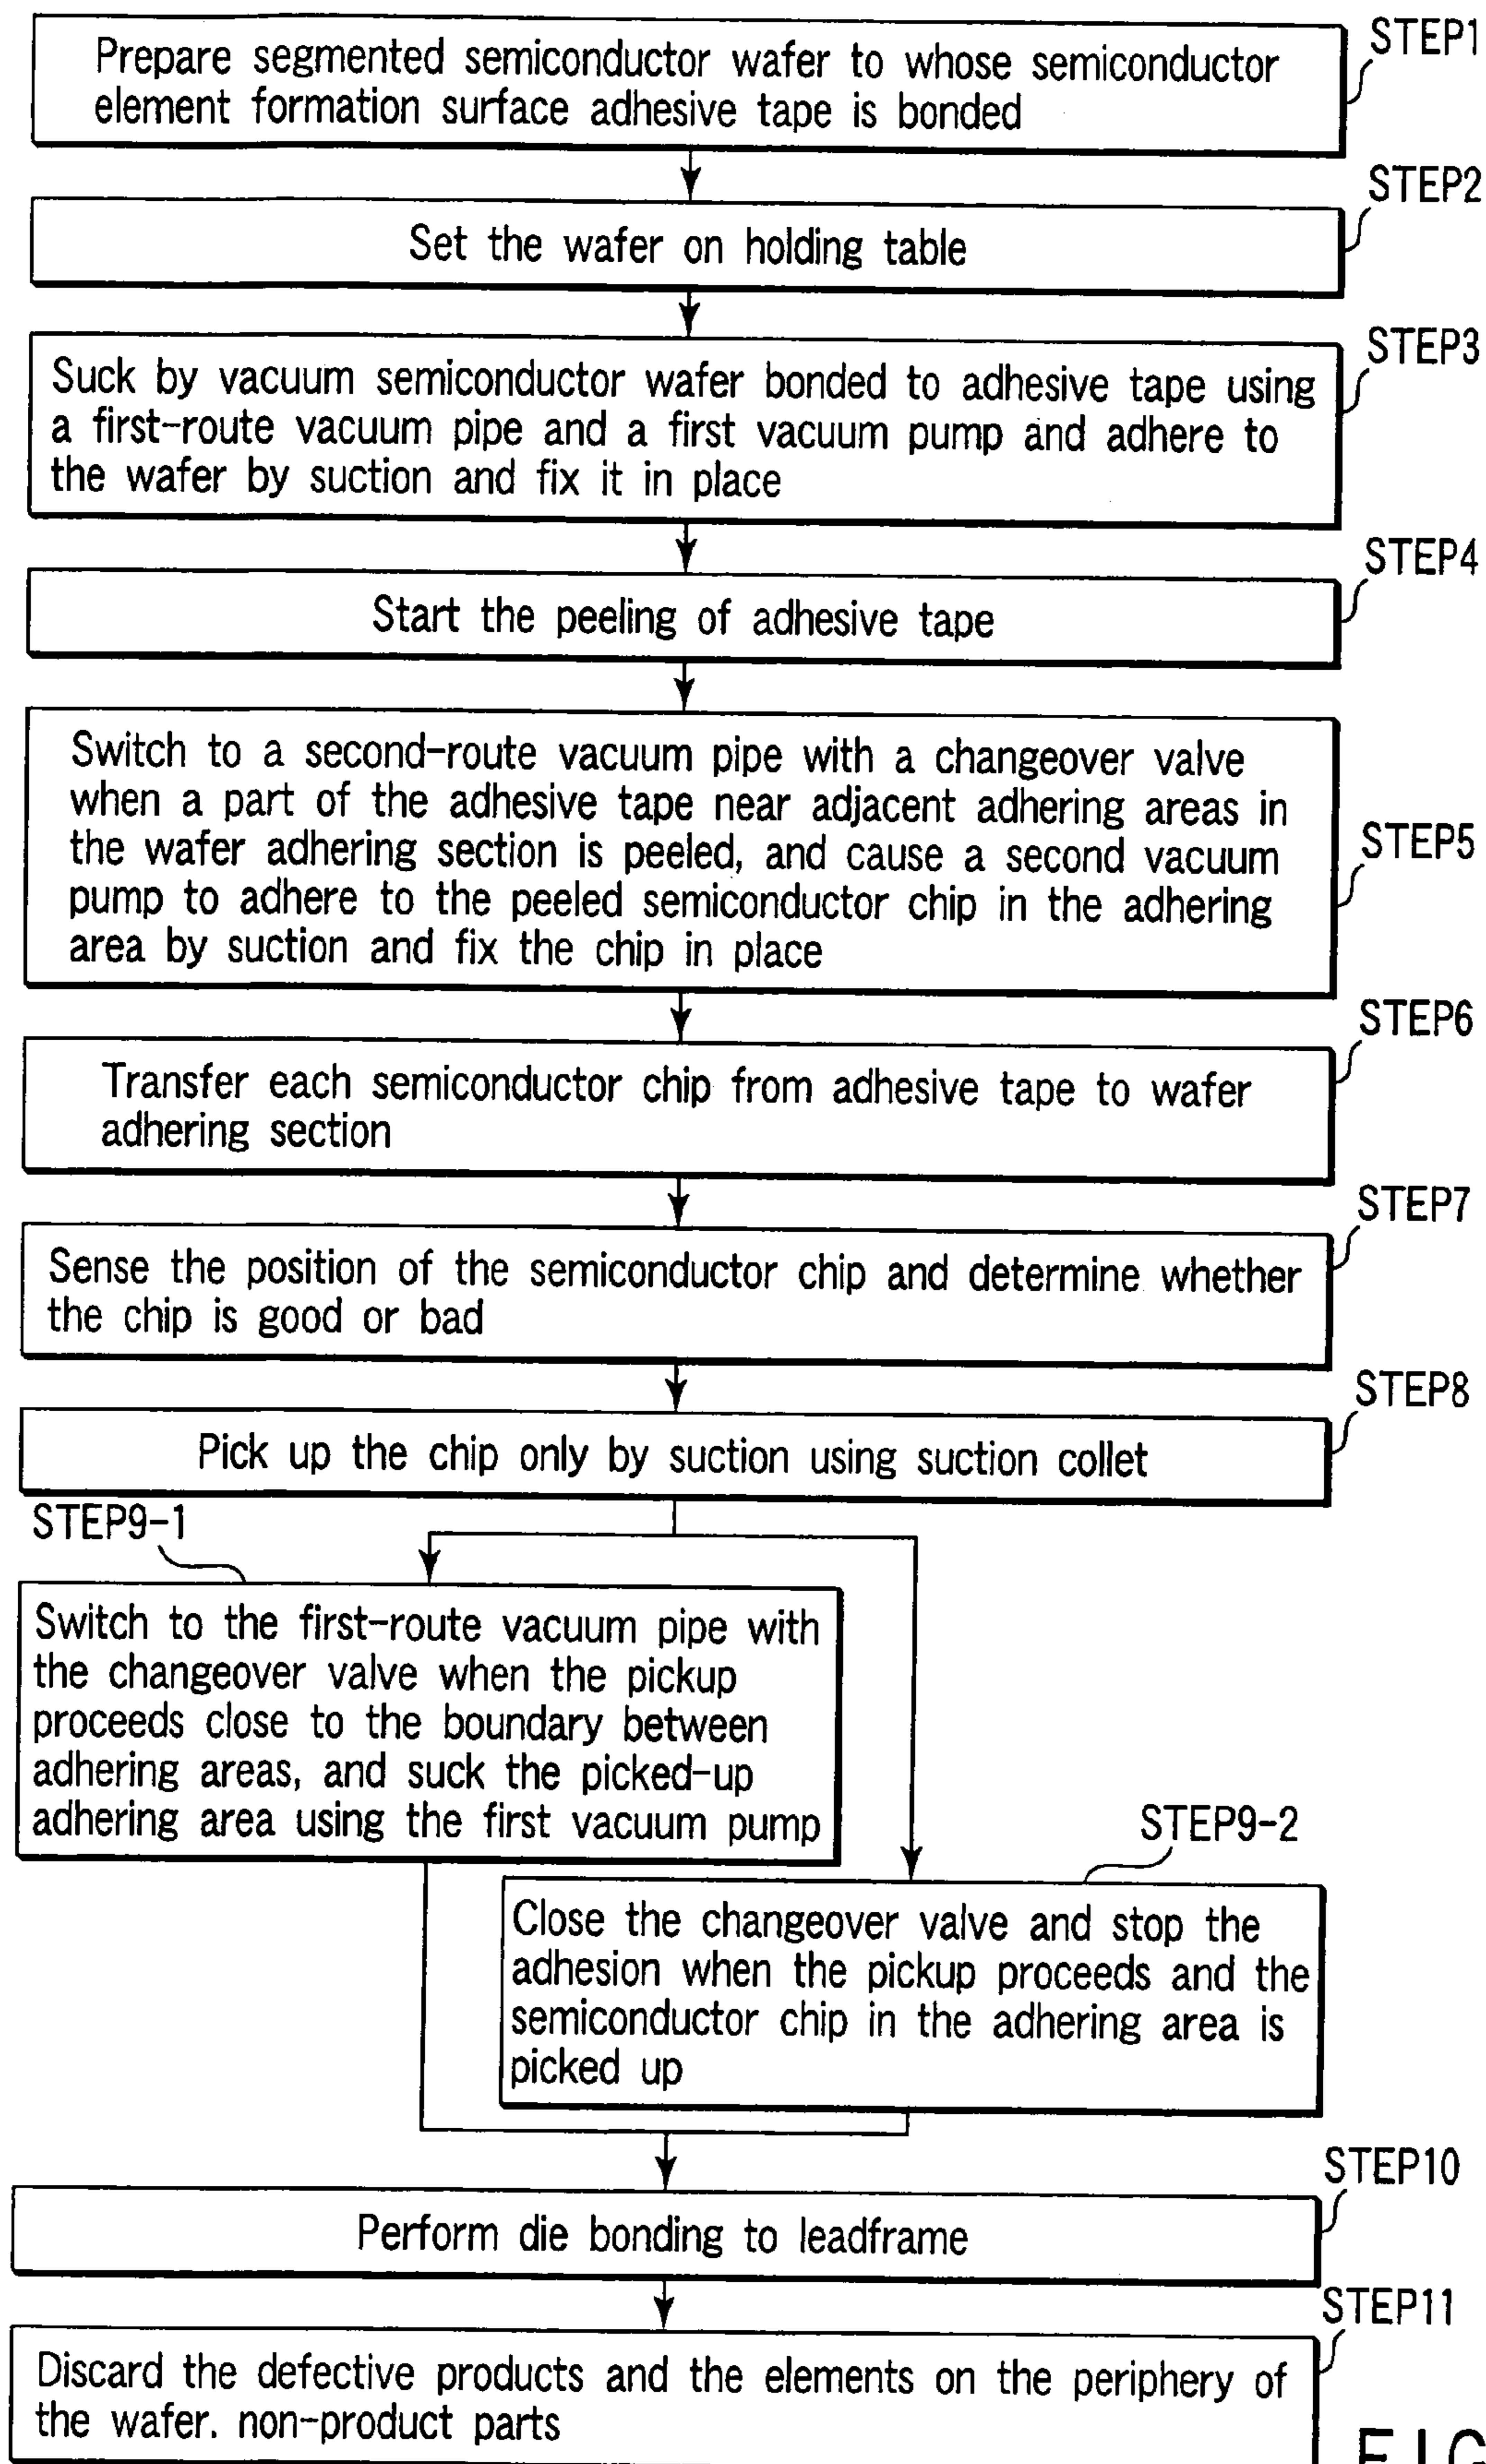 STEP1
Prepare segmented semiconductor wafer to whose semiconductor
element formation surface adhesive tape is bonded
STEP2
Set the wafer on holding table
STEP3
Suck by vacuum semiconductor wafer bonded to adhesive tape using
a first-route vacuum pipe and a first vacuum pump and adhere to
the wafer by suction and fix it in place
STEP4
Start the peeling of adhesive tape
STEP5
Switch to a second-route vacuum pipe with a changeover valve
when a part of the adhesive tape near adjacent adhering areas in
the wafer adhering section is peeled, and cause a second vacuum
pump to adhere to the peeled semiconductor chip in the adhering
area by suction and fix the chip in place
STEP6
Transfer each semiconductor chip from adhesive tape to wafer
adhering section
STEP7
Sense the position of the semiconductor chip and determine whether
the chip is good or bad
STEP8
Pick up the chip only by suction using suction collet
STEP9-1
Switch to the first-route vacuum pipe with
the changeover valve when the pickup
proceeds close to the boundary between
adhering areas, and suck the picked-up
adhering area using the first vacuum pump
STEP9-2
Close the changeover valve and stop the
adhesion when the pickup proceeds and the
semiconductor chip in the adhering area is
picked up
STEP10
Perform die bonding to leadframe
STEP11
Discard the defective products and the elements on the periphery of
the wafer. non-product parts